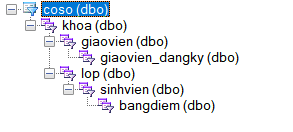 coso (dbo)
khoa (dbo)
giaovien (dbo)
giaovien_dangky (dbo)
lop (dbo)
sinhvien (dbo)
bangdiem (dbo)